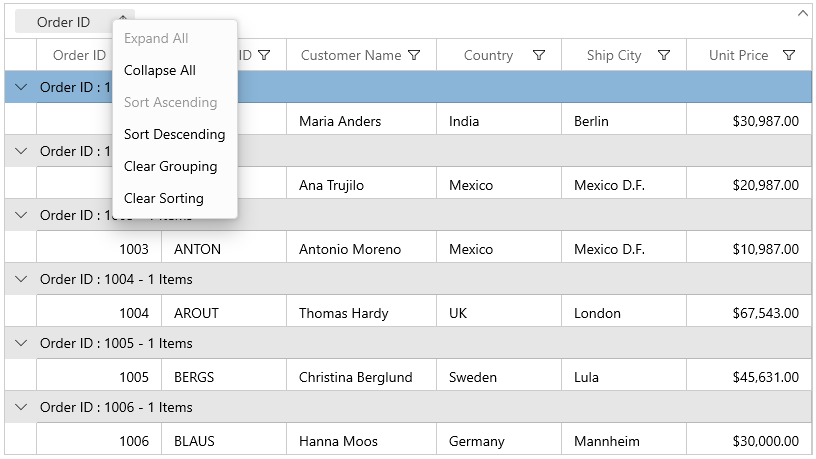 Order ID
Expand All
Collapse All
Sort Ascending
Sort Descending
Clear Grouping
Clear Sorting
Order ID ID Customer Name Country Ship City Unit Price
Order ID : 1
Maria Anders India Berlin $30,987.00
Order ID : 1
Ana Trujilo Mexico Mexico D.F. $20,987.00
Order ID : 1003 - 1 Items
1003 ANTON Antonio Moreno Mexico Mexico D.F. $10,987.00
Order ID : 1004 - 1 Items
1004 AROUT Thomas Hardy UK London $67,543.00
Order ID : 1005 - 1 Items
1005 BERGS Christina Berglund Sweden Lula $45,631.00
Order ID : 1006 - 1 Items
1006 BLAUS Hanna Moos Germany Mannheim $30,000.00